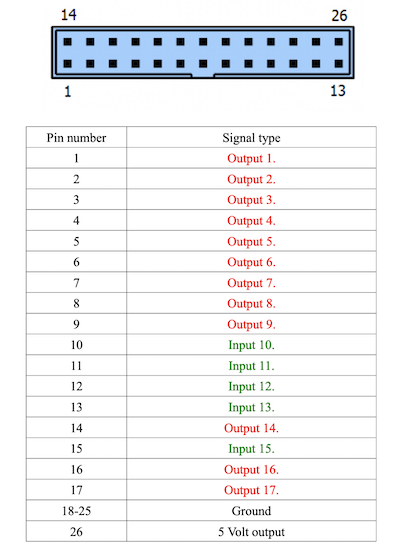 14 26
1 13
Pin number Signal type
1 Output 1.
2 Output 2.
3 Output 3.
4 Output 4.
5 Output 5.
6 Output 6.
7 Output 7.
8 Output 8.
9 Output 9.
10 Input 10.
11 Input 11.
12 Input 12.
13 Input 13.
14 Output 14.
15 Input 15.
16 Output 16.
17 Output 17.
18-25 Ground
26 5 Volt output